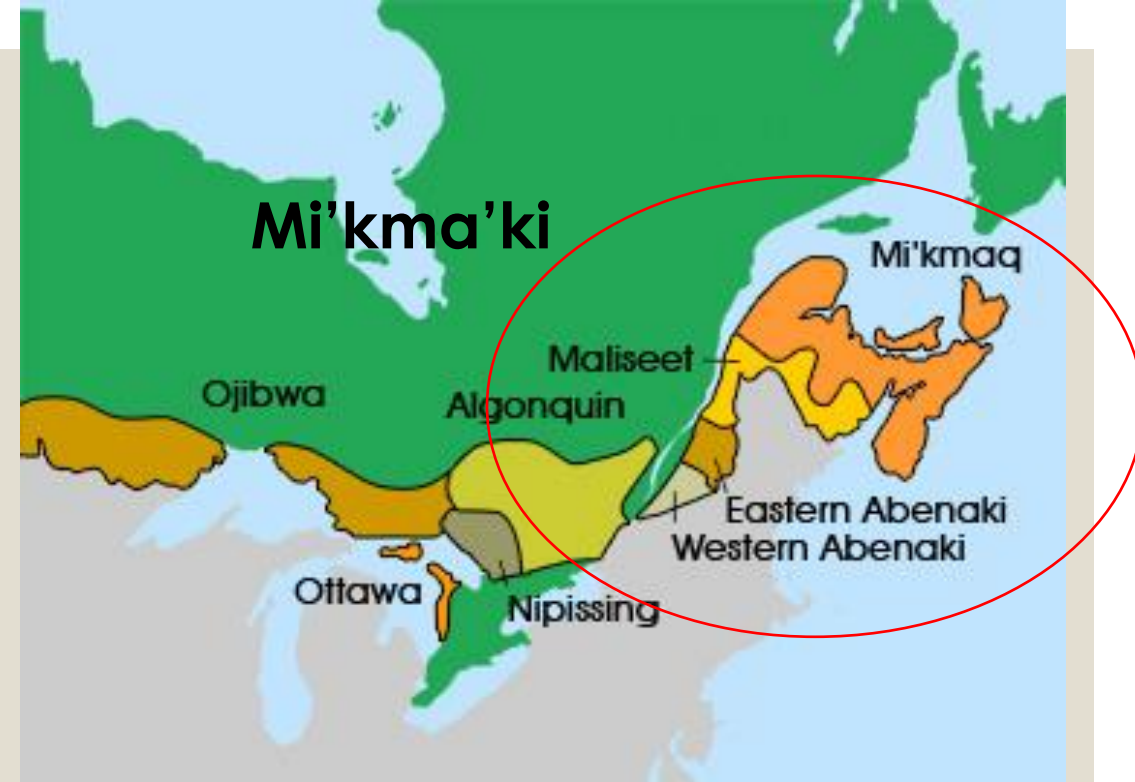 Mi’kma’ki
Mi'kmaq
Maliseet
Ojibwa
Algonquin
Eastern Abenaki
Western Abenaki
Ottawa
Nipissing